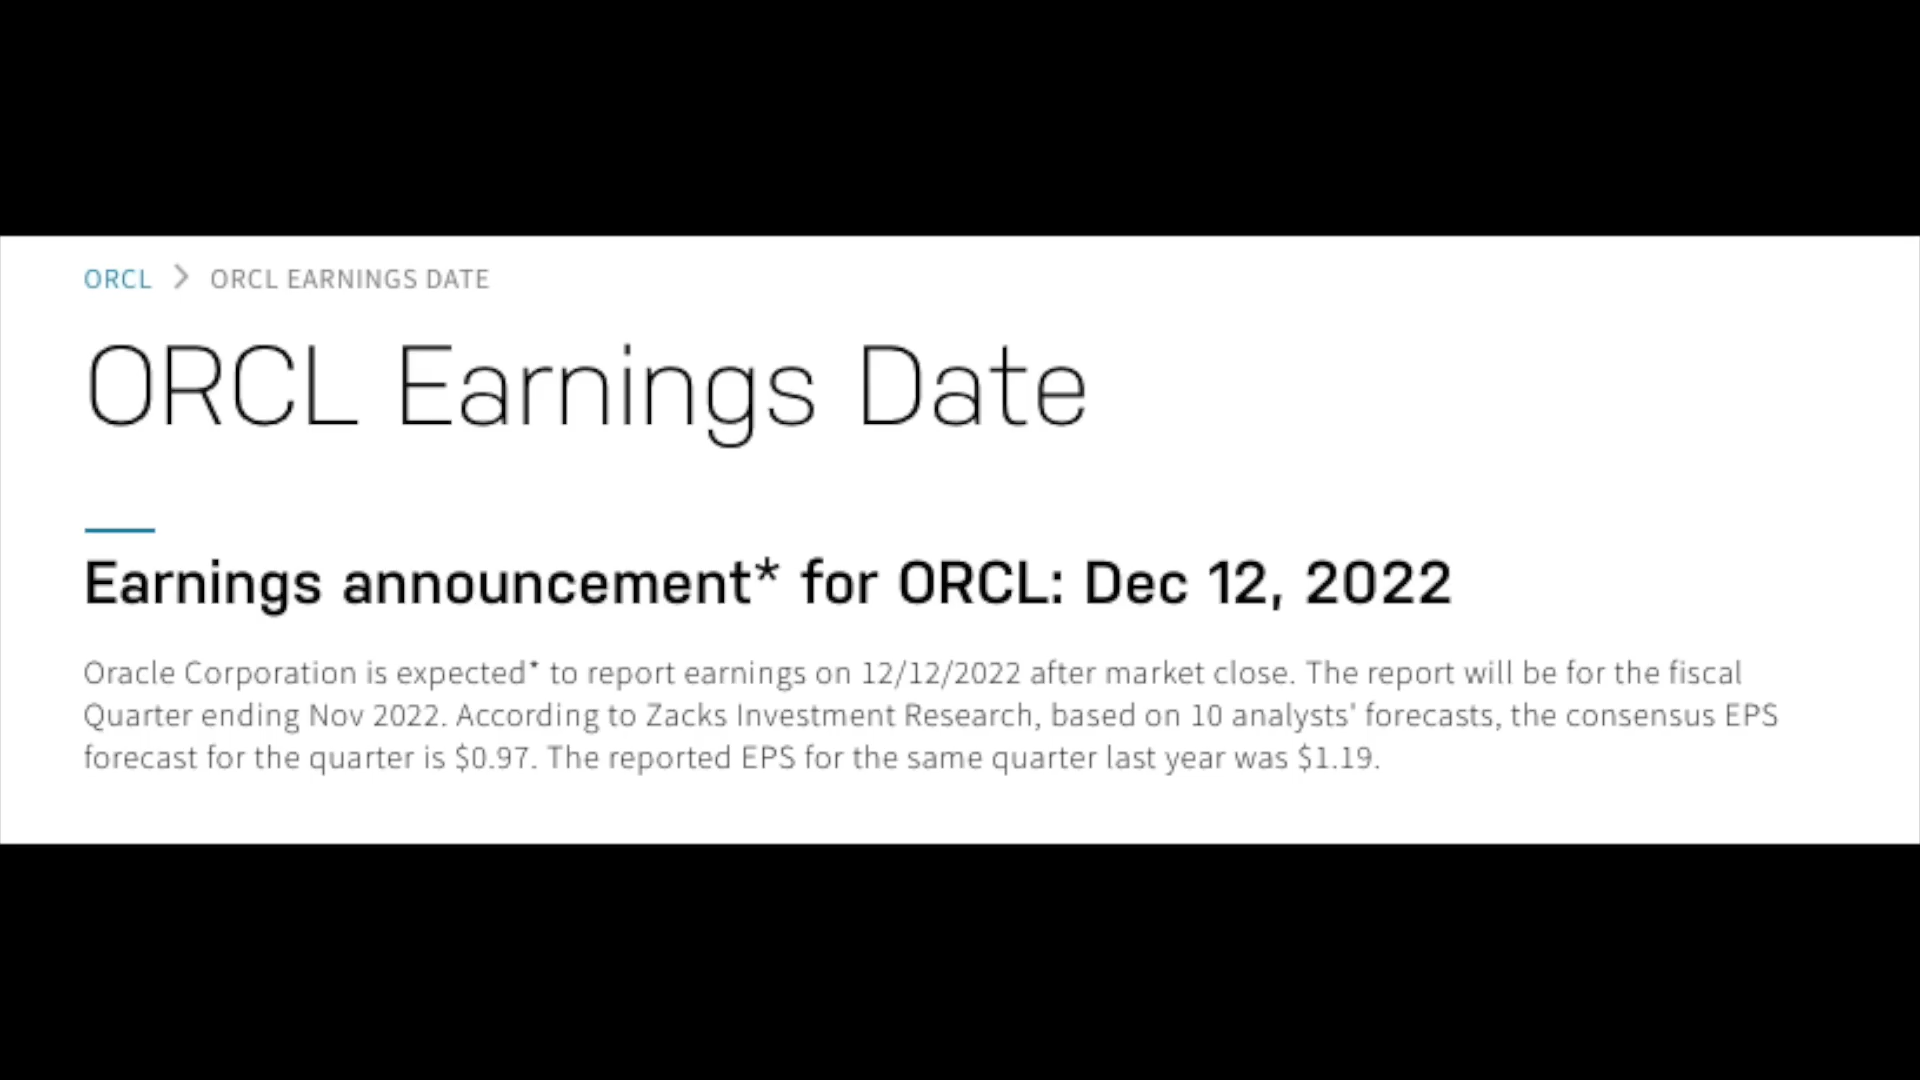 ORCL > ORCL EARNINGS DATE
ORCL Earnings Date
Earnings announcement* for ORCL: Dec 12, 2022
Oracle Corporation is expected* to report earnings on 12/12/2022 after market close. The report will be for the fiscal
Quarter ending Nov 2022. According to Zacks Investment Research, based on 10 analysts' forecasts, the consensus EPS
forecast for the quarter is $0.97. The reported EPS for the same quarter last year was $1.19.